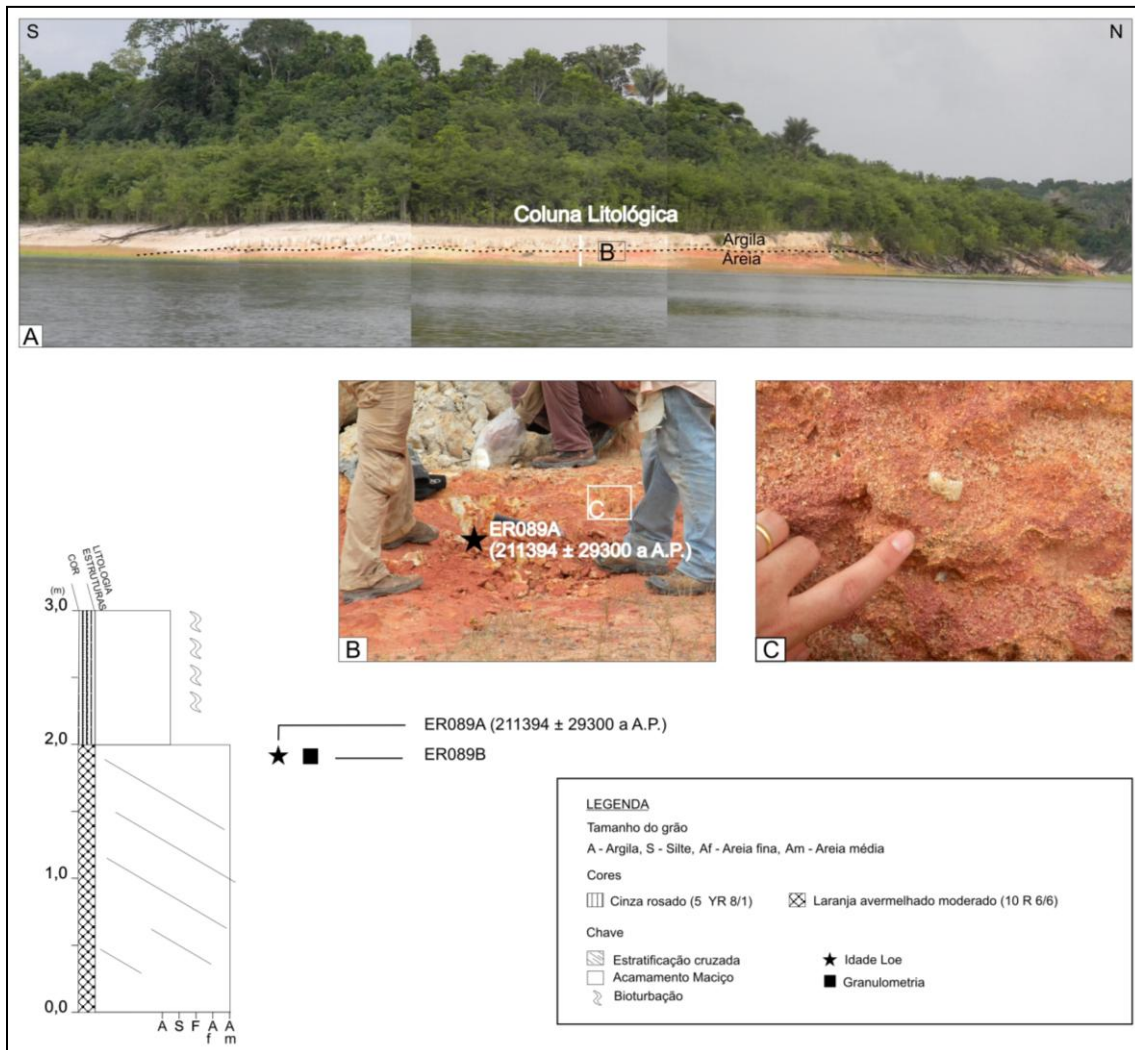 S
N
Coluna Litológica
B
Argila
Areia
A
C
ER089A
(211394 ± 29300 a A.P.)
B
C
COR
LITOLOGIA
ESTRUTURAS
(m)
3,0
2,0
1,0
0,0
A S F A A
f m
ER089A (211394 ± 29300 a A.P.)
ER089B
LEGENDA
Tamanho do grão
A - Argila, S - Silte, Af - Areia fina, Am - Areia média
Cores
Cinza rosado (5 YR 8/1)
Laranja avermelhado moderado (10 R 6/6)
Chave
Estratificação cruzada
Idade Loe
Acamamento Maciço
Granulometria
Bioturbação